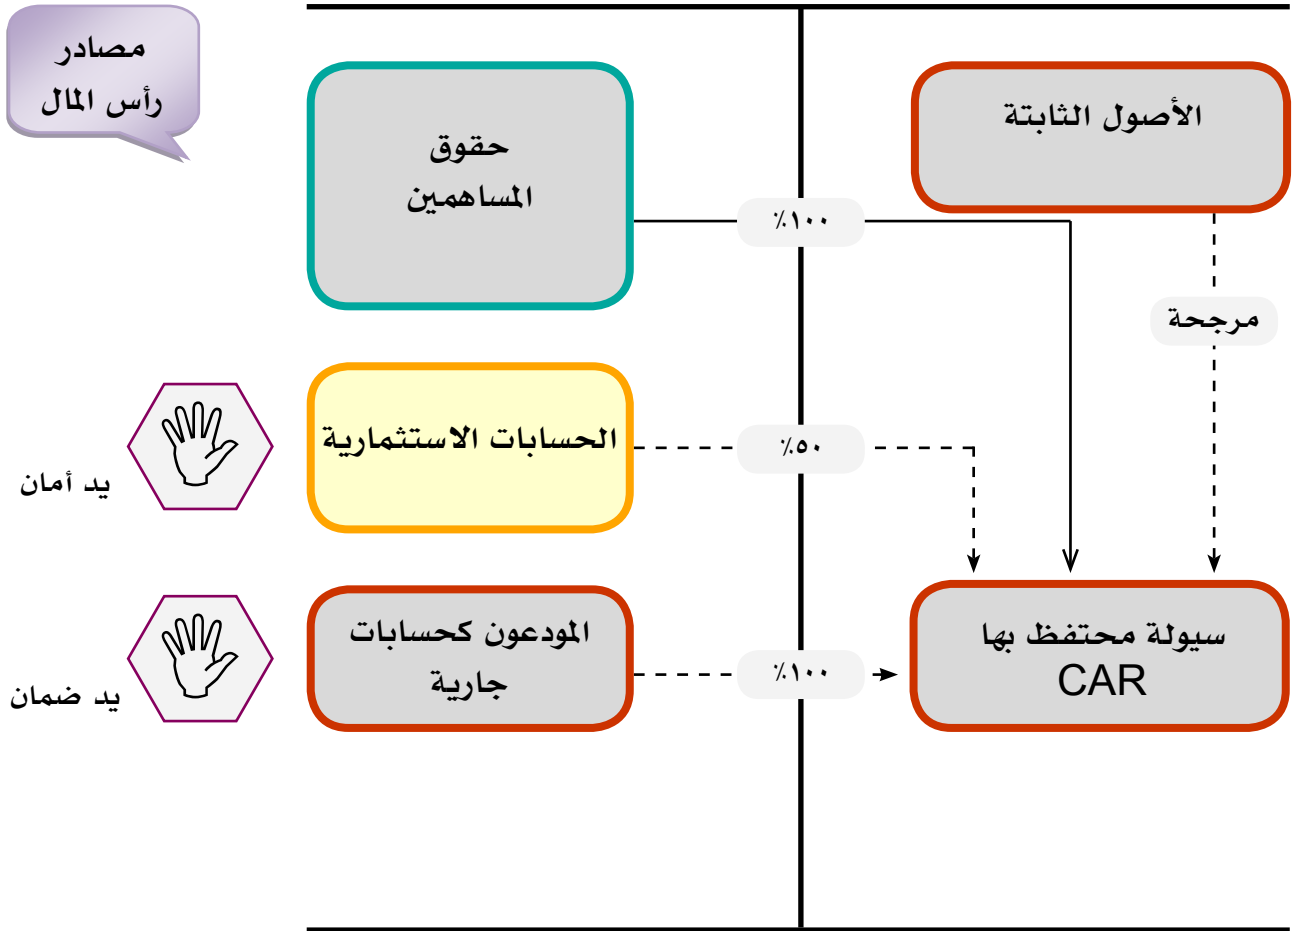 مصادر
رأس المال
الأصول الثابتة
حقوق
المساهمين
٪١٠٠
مرجحة
الحسابات الاستثمارية
٪٥٠
يد أمان
المودعون كحسابات
جارية
٪١٠٠
سيولة محتفظ بها
CAR
يد ضمان